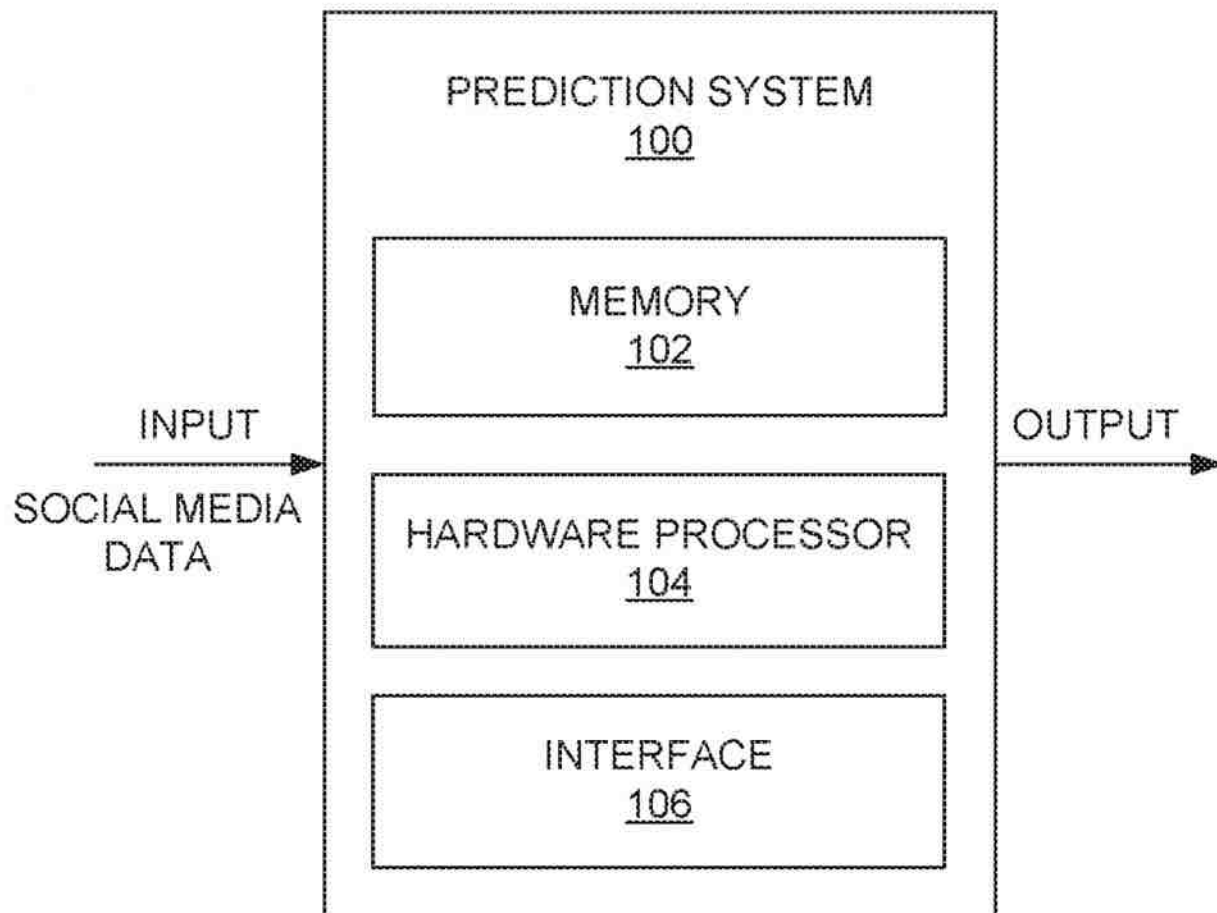 PREDICTION SYSTEM
100
MEMORY
102
INPUT
SOCIAL MEDIA
DATA
HARDWARE PROCESSOR
104
INTERFACE
106
OUTPUT